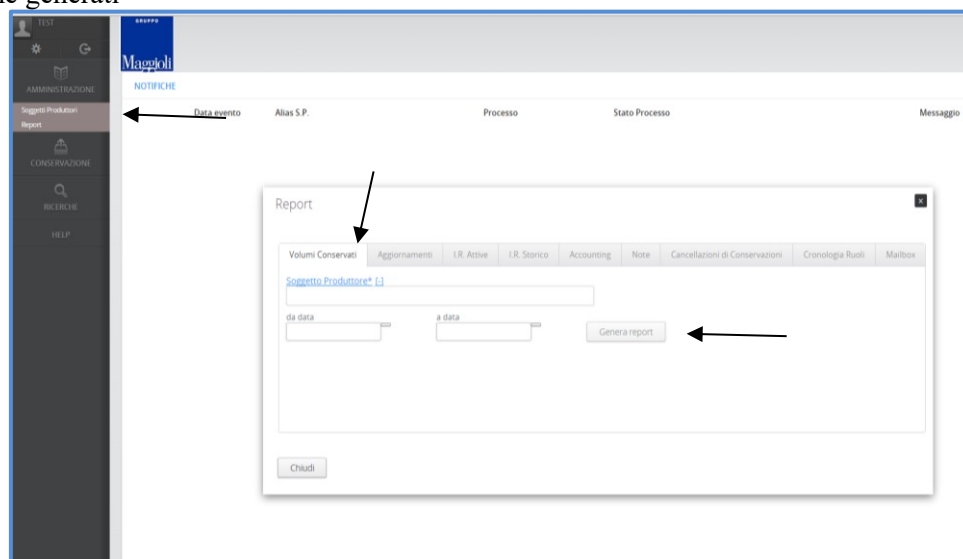 ne generati
TEST
AMMINISTRAZIONE
Soggetti Produttori
Report
CONSERVAZIONE
RICERCHE
HELP
GRUPPO
Maggioli
NOTIFICHE
Data evento Alias S.P. Processo Stato Processo Messaggio
Report
x
Volumi Conservati Aggiornamenti I.R. Attive I.R. Storico Accounting Note Cancellazioni di Conservazioni Cronologia Ruoli Mailbox
Soggetto Produttore* [-]
da data a data
Genera report
Chiudi